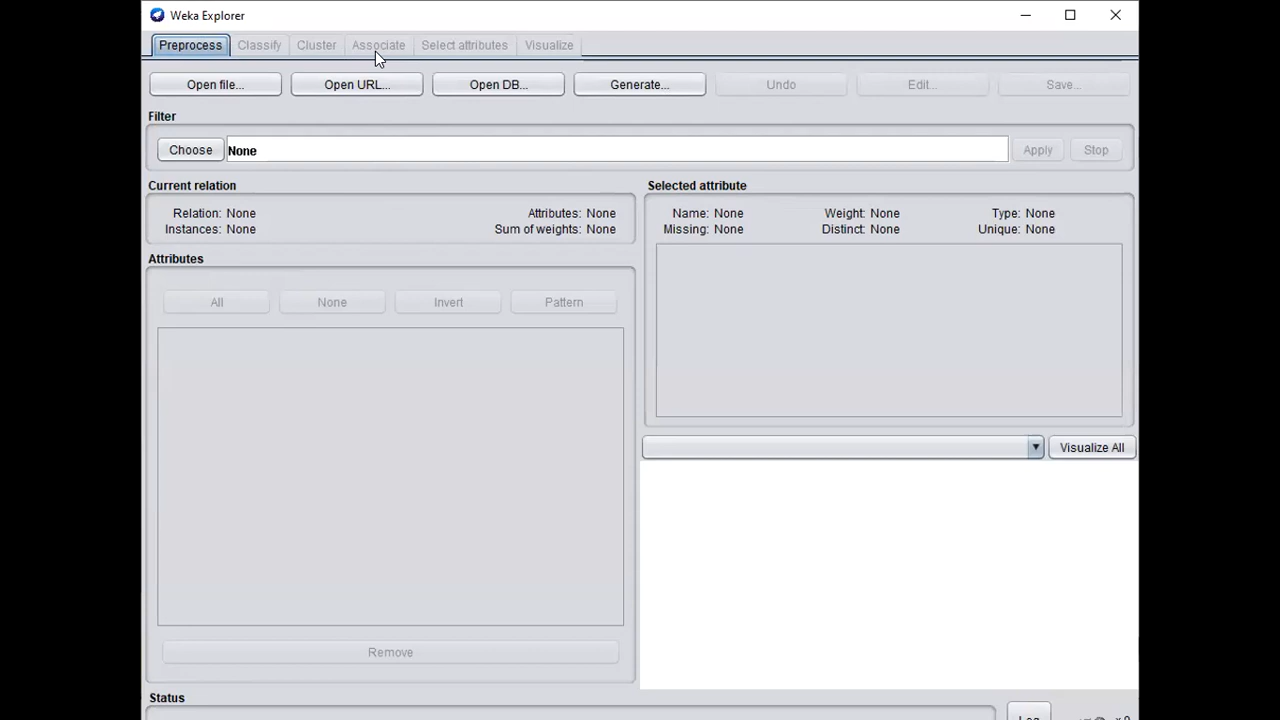 Weka Explorer
Preprocess Classify Cluster Associate Select attributes Visualize
Open file... Open URL... Open DB... Generate... Undo Edit... Save...
Filter
Choose None Apply Stop
Current relation
Relation: None Attributes: None
Instances: None Sum of weights: None
Selected attribute
Name: None Weight: None Type: None
Missing: None Distinct: None Unique: None
Attributes
All None Invert Pattern
Visualize All
Remove
Status